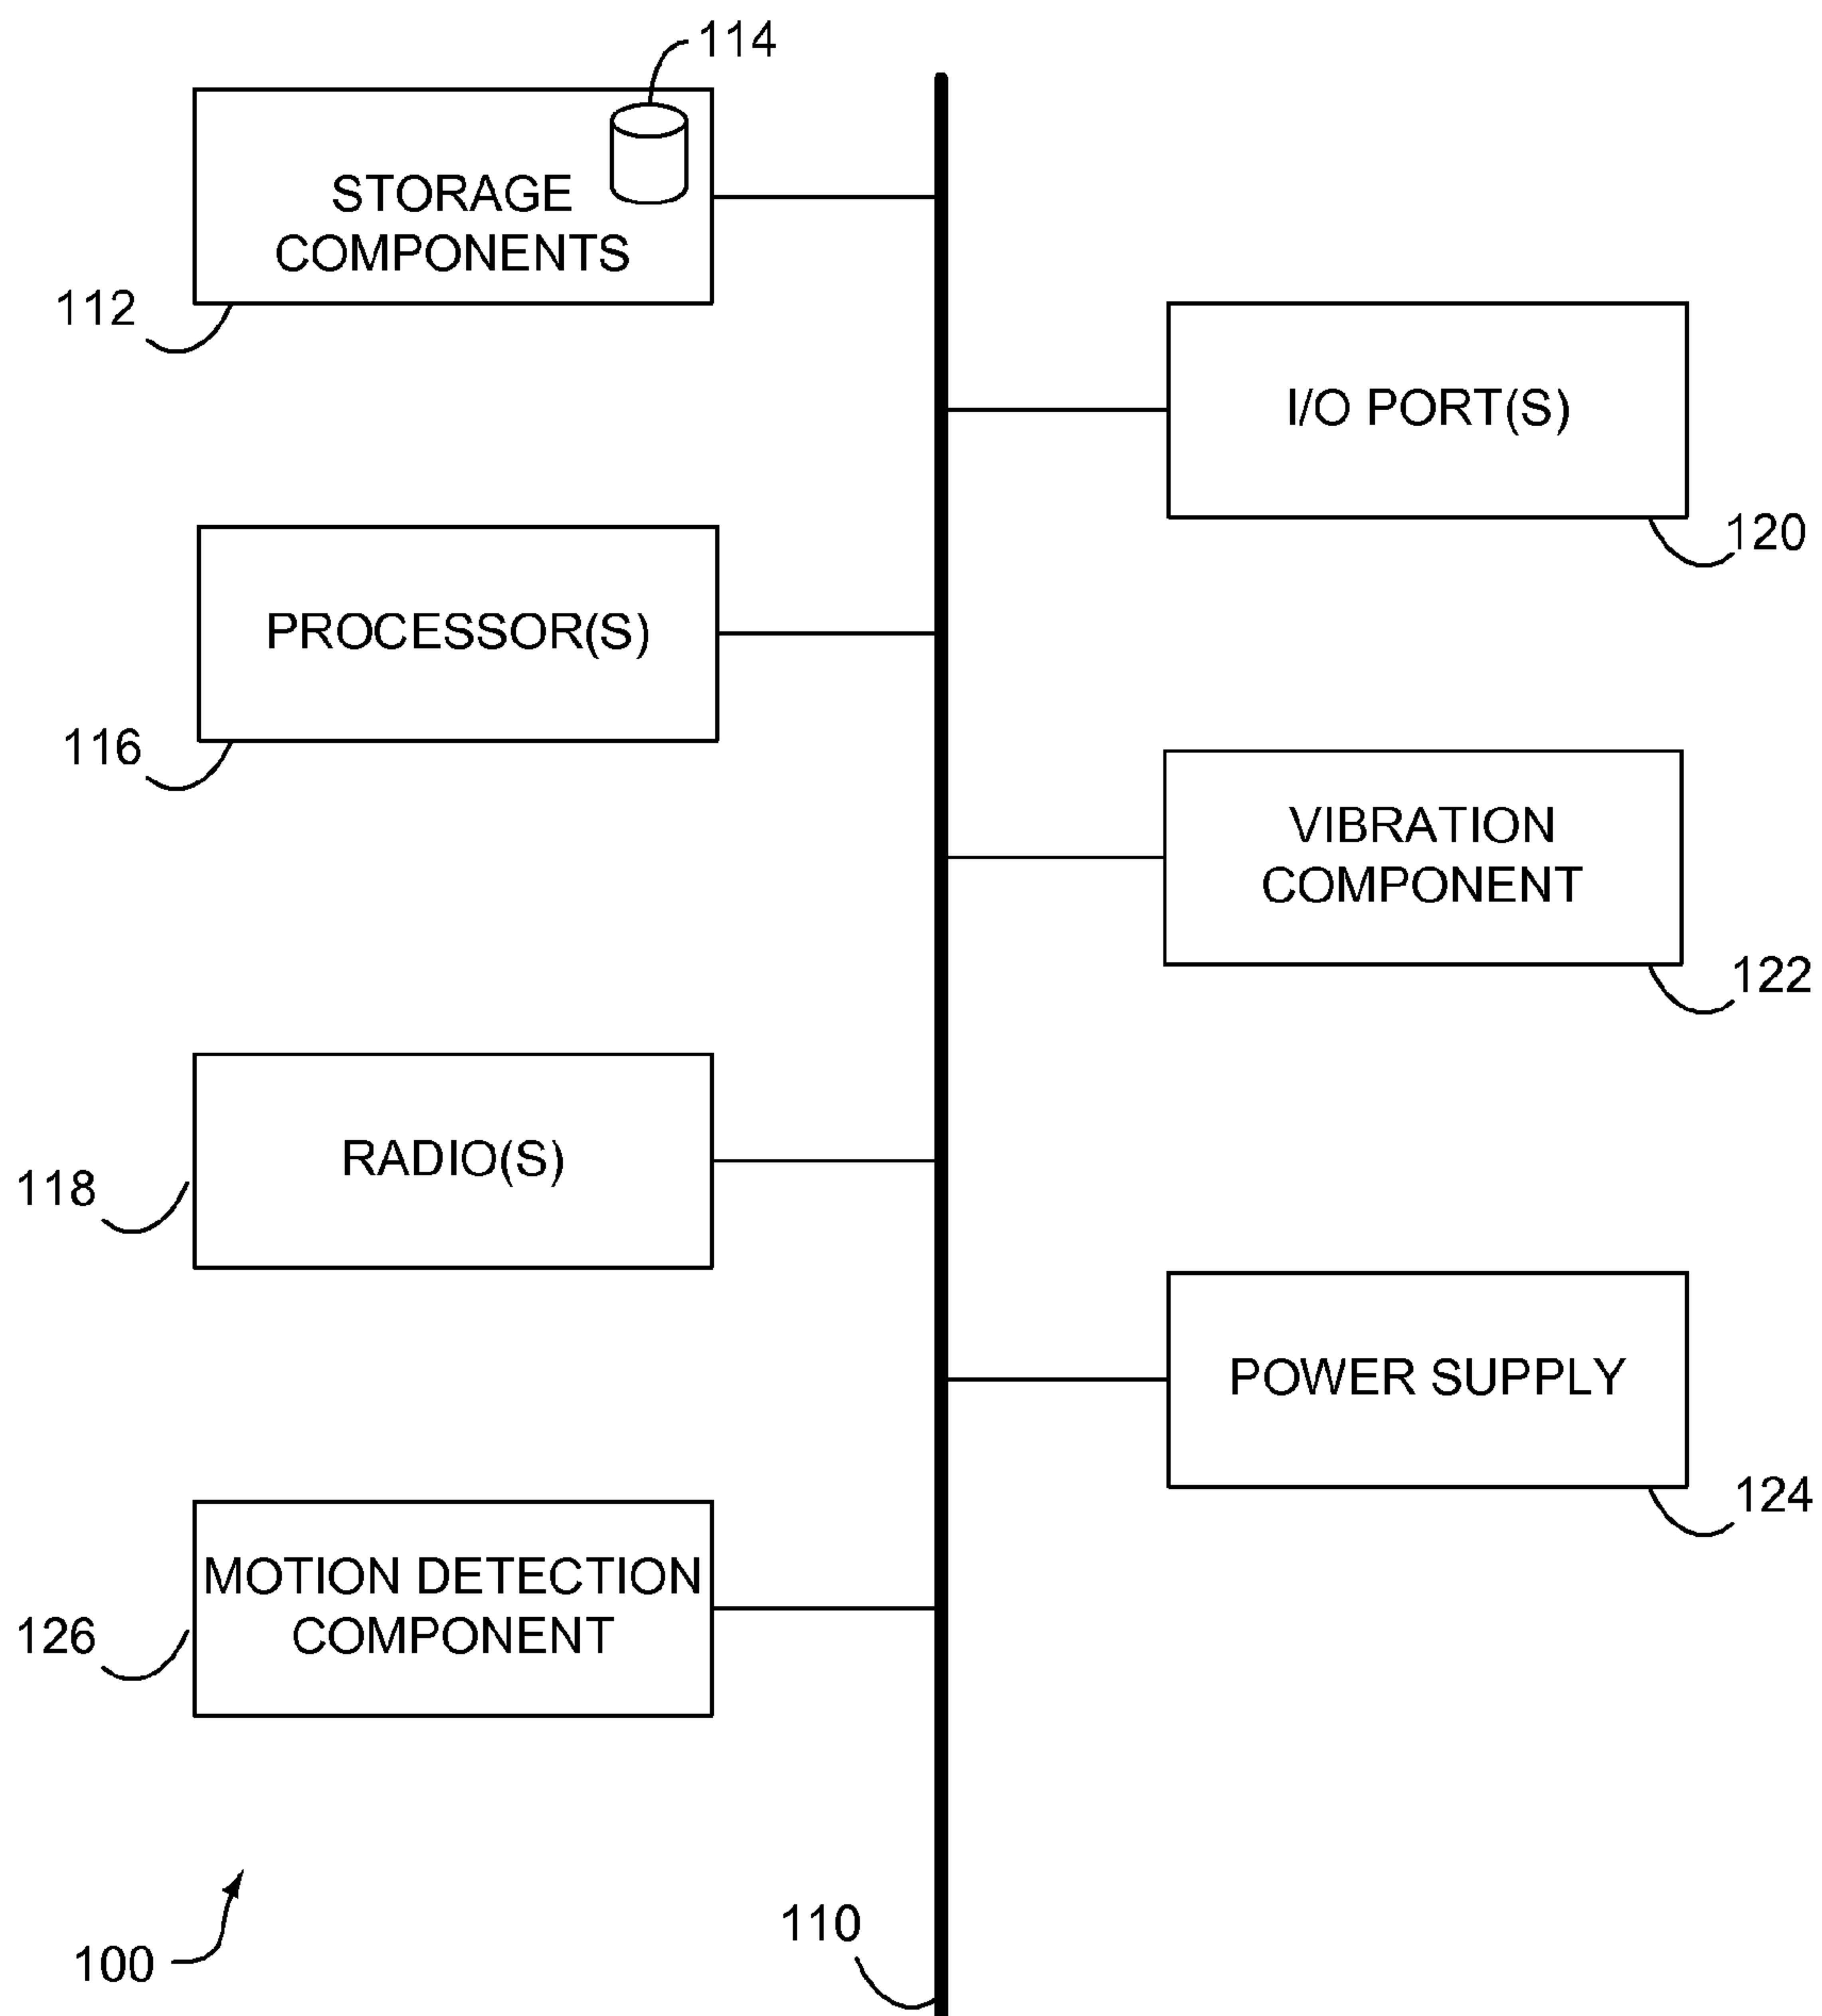 114
STORAGE
COMPONENTS
112
I/O PORT(S)
120
PROCESSOR(S)
116
VIBRATION
COMPONENT
122
RADIO(S)
118
POWER SUPPLY
124
MOTION DETECTION
COMPONENT
126
110
100